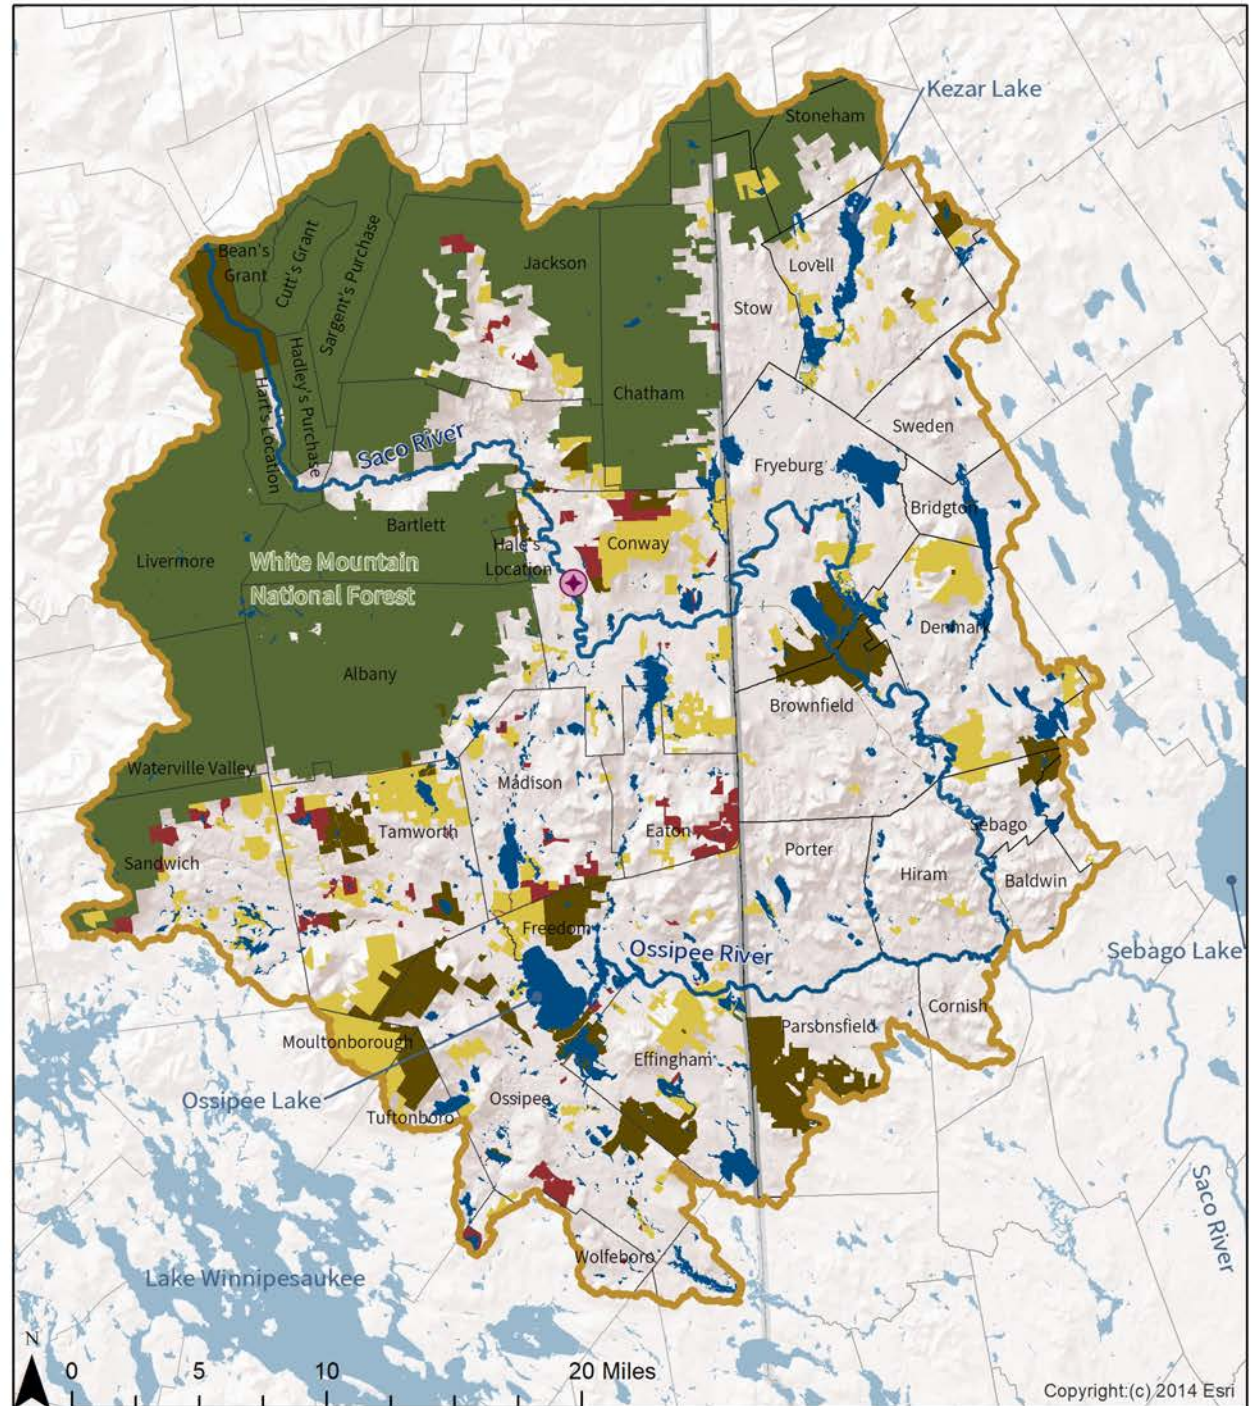 Kezar Lake
Stoneham
Bean's
Grant
Cutt's Grant
Sargent's Purchase
Jackson
Lovell
Stow
Hadley's Purchase
Hart's Location
Chatham
Saco River
Sweden
Fryeburg
Bridgton
Bartlett
Livermore
White Mountain
National Forest
Hale's
Location
Conway
Denmark
Albany
Brownfield
Waterville Valley
Madison
Tamworth
Eaton
Sebago
Sandwich
Porter
Hiram
Baldwin
Freedom
Ossipee River
Sebago Lake
Cornish
Parsonsfield
Moultonborough
Effingham
Ossipee Lake
Ossipee
Tuftonboro
Saco River
Wolfeboro
Lake Winnipesaukee
N
0 5 10 20 Miles
Copyright:(c) 2014 Esri